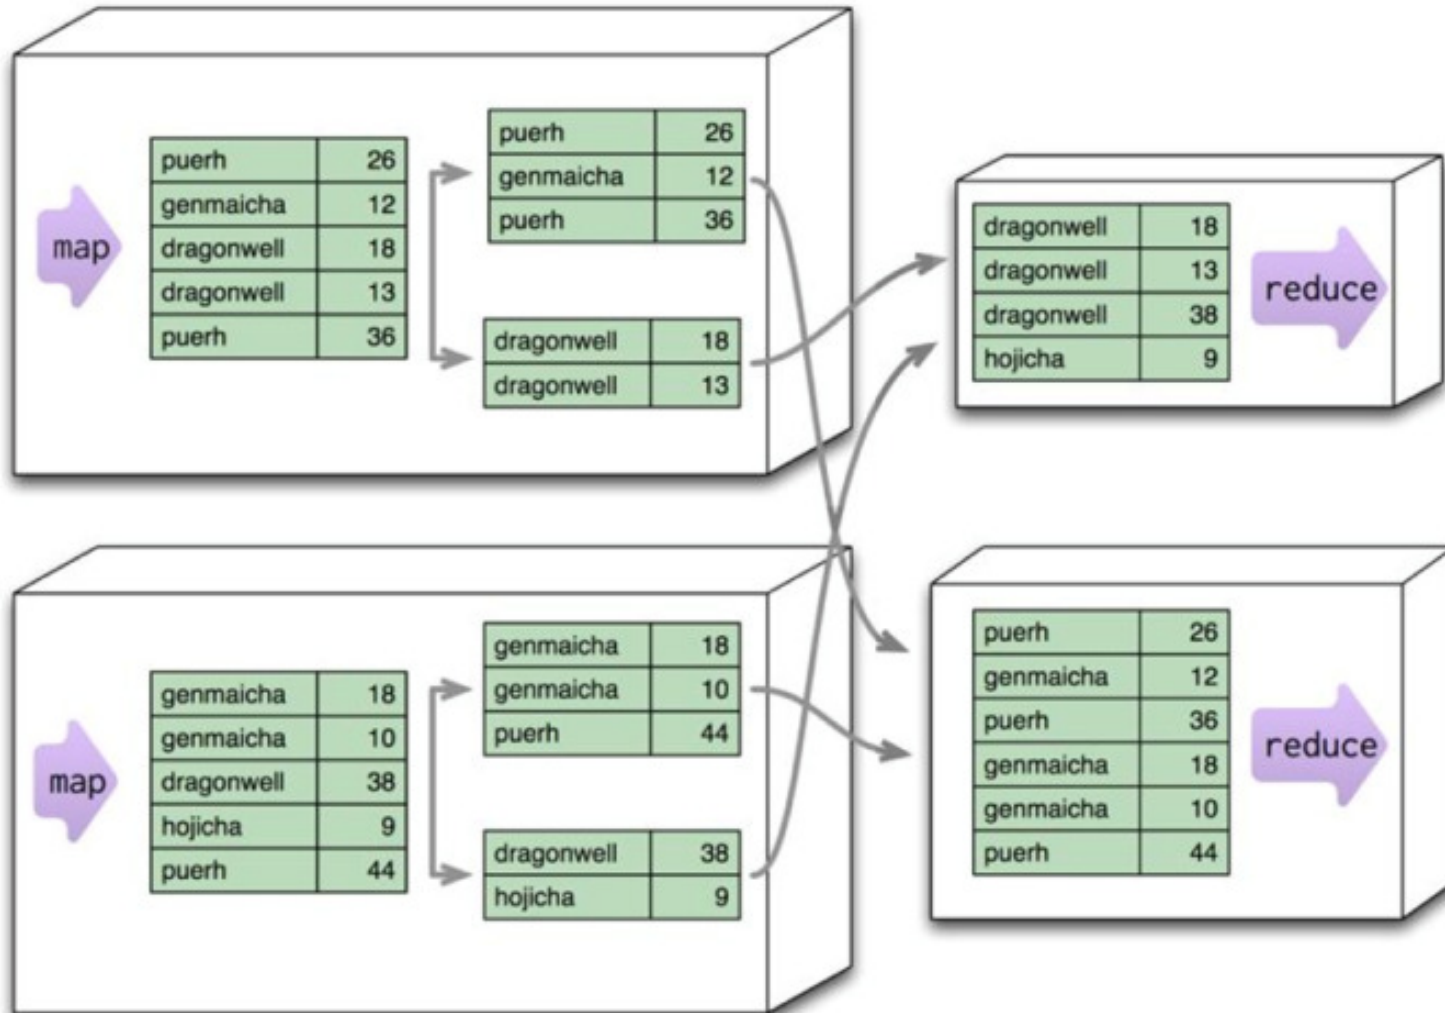 map
puerh 26
genmaicha 12
dragonwell 18
dragonwell 13
puerh 36
puerh 26
genmaicha 12
puerh 36
dragonwell 18
dragonwell 13
dragonwell 18
dragonwell 13
dragonwell 38
hojicha 9
reduce
map
genmaicha 18
genmaicha 10
dragonwell 38
hojicha 9
puerh 44
genmaicha 18
genmaicha 10
puerh 44
dragonwell 38
hojicha 9
puerh 26
genmaicha 12
puerh 36
genmaicha 18
genmaicha 10
puerh 44
reduce